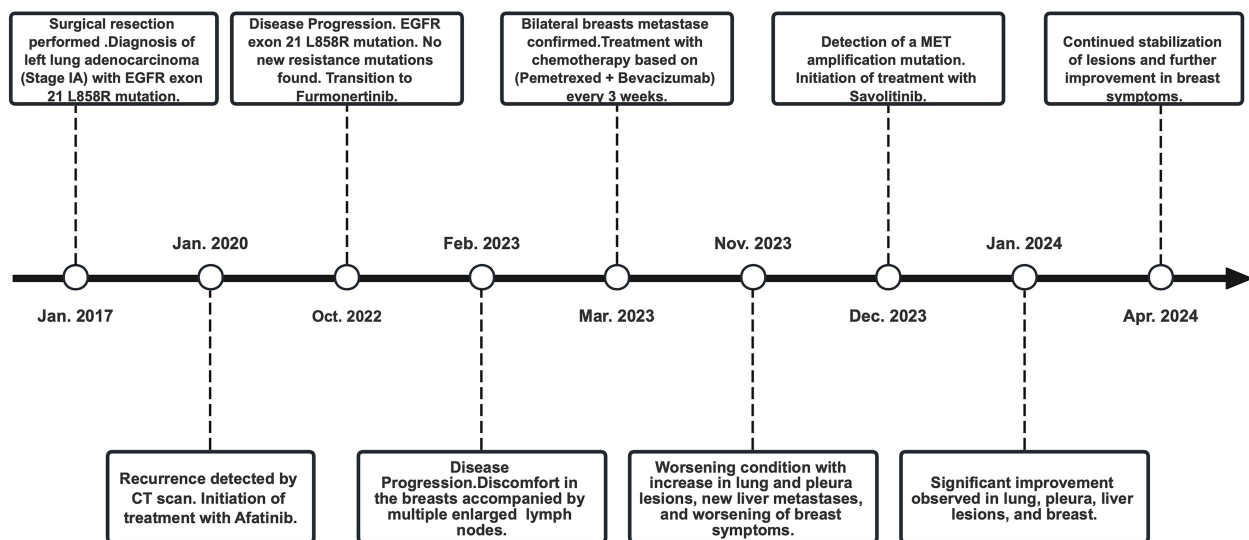 Surgical resection
performed .Diagnosis of
left lung adenocarcinoma
(Stage IA) with EGFR exon
21 L858R mutation.
Disease Progression. EGFR
exon 21 L858R mutation. No
new resistance mutations
found. Transition to
Furmonertinib.
Bilateral breasts metastase
confirmed.Treatment with
chemotherapy based on
(Pemetrexed + Bevacizumab)
every 3 weeks.
Detection of a MET
amplification mutation.
Initiation of treatment with
Savolitinib.
Continued stabilization
of lesions and further
improvement in breast
symptoms.
Jan. 2020
Feb. 2023
Nov. 2023
Jan. 2024
Jan. 2017
Oct. 2022
Mar. 2023
Dec. 2023
Apr. 2024
Recurrence detected by
CT scan. Initiation of
treatment with Afatinib.
Disease
Progression.Discomfort in
the breasts accompanied by
multiple enlarged lymph
nodes.
Worsening condition with
increase in lung and pleura
lesions, new liver metastases,
and worsening of breast
symptoms.
Significant improvement
observed in lung, pleura, liver
lesions, and breast.